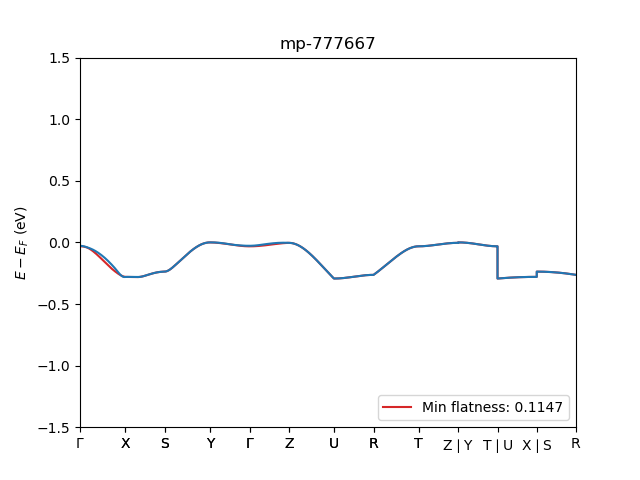 mp-777667
1.5
1.0
0.5
0.0
−0.5
−1.0
−1.5
E − E_F (eV)
Min flatness: 0.1147
Γ X S Y Γ Z U R T Z | Y T | U X | S R